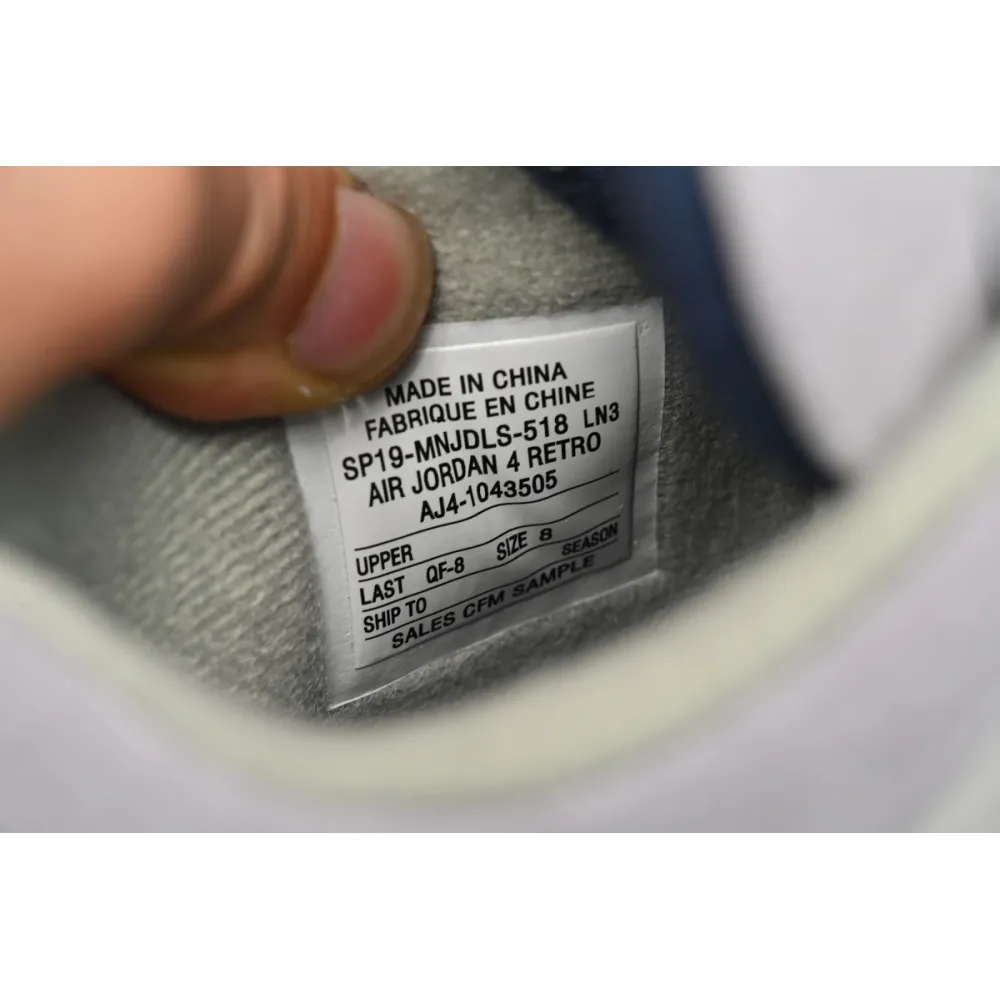 MADE IN CHINA
FABRIQUE EN CHINE
SP19-MNJDLS-518 LN3
AIR JORDAN 4 RETRO
AJ4-1043505
UPPER
LAST QF-8 SIZE 8
SHIP TO SEASON
SALES CFM SAMPLE